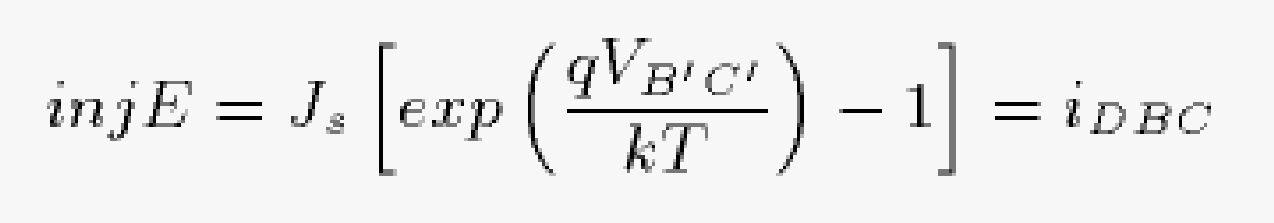 injE = J_s [exp(qV_{B'C'}/kT) − 1] = i_{DBC}